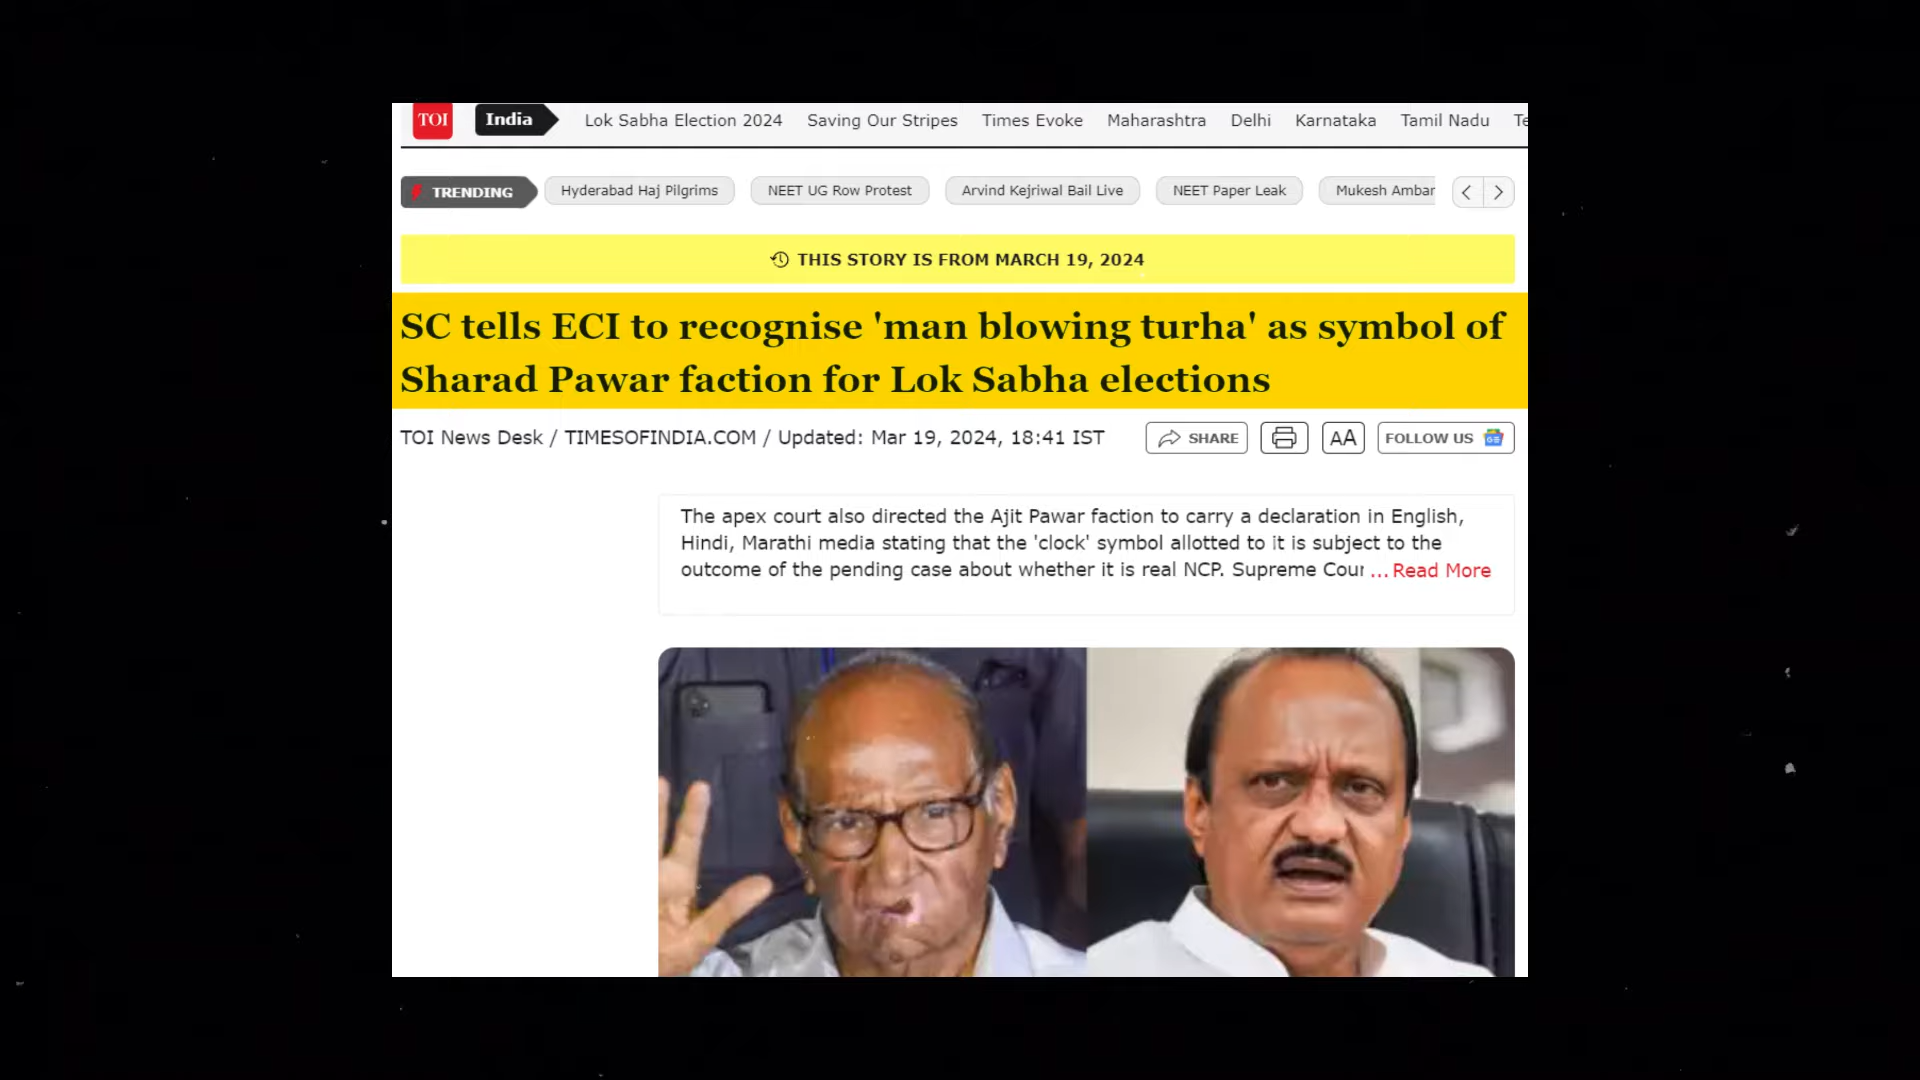 TOI India Lok Sabha Election 2024 Saving Our Stripes Times Evoke Maharashtra Delhi Karnataka Tamil Nadu Te
TRENDING Hyderabad Haj Pilgrims NEET UG Row Protest Arvind Kejriwal Bail Live NEET Paper Leak Mukesh Ambar
THIS STORY IS FROM MARCH 19, 2024
SC tells ECI to recognise 'man blowing turha' as symbol of
Sharad Pawar faction for Lok Sabha elections
TOI News Desk / TIMESOFINDIA.COM / Updated: Mar 19, 2024, 18:41 IST SHARE AA FOLLOW US
The apex court also directed the Ajit Pawar faction to carry a declaration in English,
Hindi, Marathi media stating that the 'clock' symbol allotted to it is subject to the
outcome of the pending case about whether it is real NCP. Supreme Cour ... Read More